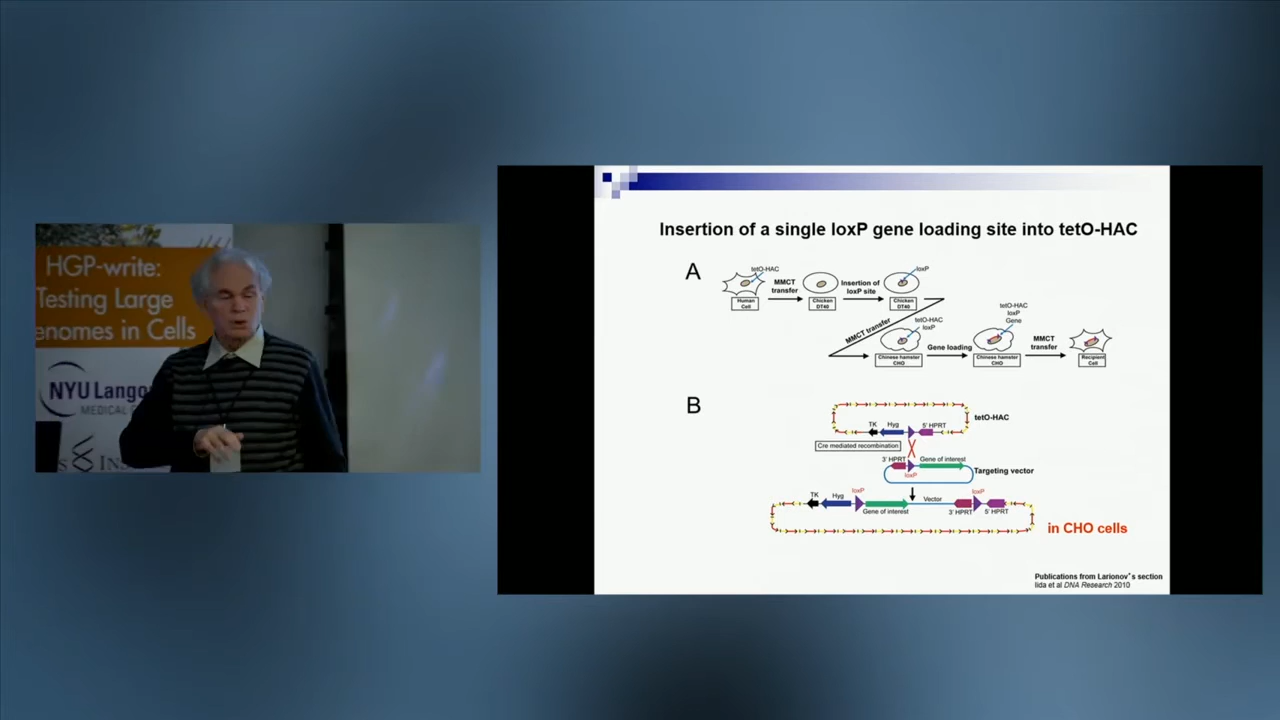 HGP-write:
Testing Large
enomes in Cells
NYU Lango
MEDICAL
Insertion of a single loxP gene loading site into tetO-HAC
A
tetO-HAC
Human
Cell
MMCT
transfer
Chicken
DT40
Insertion of
loxP site
loxP
Chicken
DT40
MMCT transfer
tetO-HAC
loxP
Chinese hamster
CHO
Gene loading
tetO-HAC
loxP
Gene
Chinese hamster
CHO
MMCT
transfer
Recipient
Cell
B
tetO-HAC
TK Hyg 5' HPRT
Cre mediated recombination
3' HPRT Gene of interest
loxP
Targeting vector
TK Hyg loxP Vector loxP
Gene of interest 3' HPRT 5' HPRT
in CHO cells
Publications from Larionov's section
Iida et al DNA Research 2010